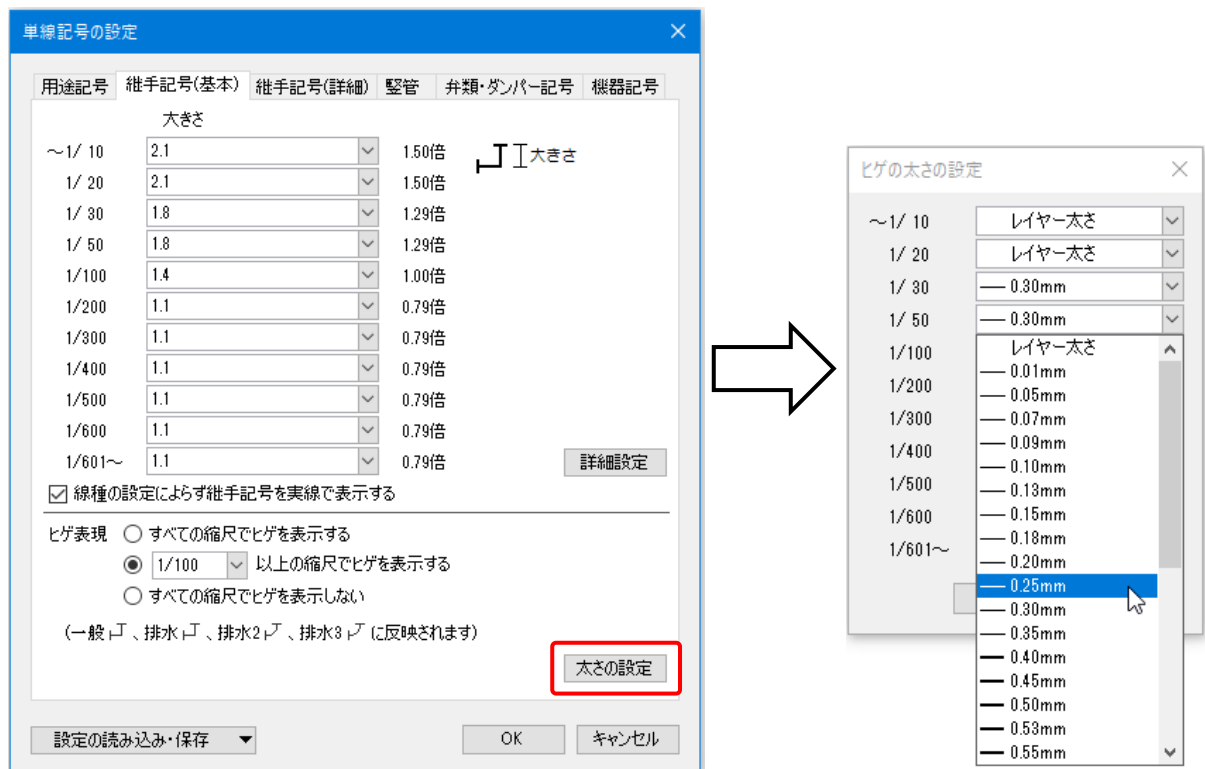 単線記号の設定
用途記号 継手記号(基本) 継手記号(詳細) 竪管 弁類・ダンパー記号 機器記号
大きさ
～1/ 10 2.1 1.50倍 大きさ
1/ 20 2.1 1.50倍
1/ 30 1.8 1.29倍
1/ 50 1.8 1.29倍
1/100 1.4 1.00倍
1/200 1.1 0.79倍
1/300 1.1 0.79倍
1/400 1.1 0.79倍
1/500 1.1 0.79倍
1/600 1.1 0.79倍
1/601～ 1.1 0.79倍 詳細設定
線種の設定によらず継手記号を実線で表示する
ヒゲ表現 すべての縮尺でヒゲを表示する
1/100 以上の縮尺でヒゲを表示する
すべての縮尺でヒゲを表示しない
(一般 、排水 、排水2 、排水3 に反映されます)
太さの設定
設定の読み込み・保存 OK キャンセル
ヒゲの太さの設定
～1/ 10 レイヤー太さ
1/ 20 レイヤー太さ
1/ 30 0.30mm
1/ 50 0.30mm
1/100
1/200
1/300
1/400
1/500
1/600
1/601～
レイヤー太さ
0.01mm
0.05mm
0.07mm
0.09mm
0.10mm
0.13mm
0.15mm
0.18mm
0.20mm
0.25mm
0.30mm
0.35mm
0.40mm
0.45mm
0.50mm
0.53mm
0.55mm